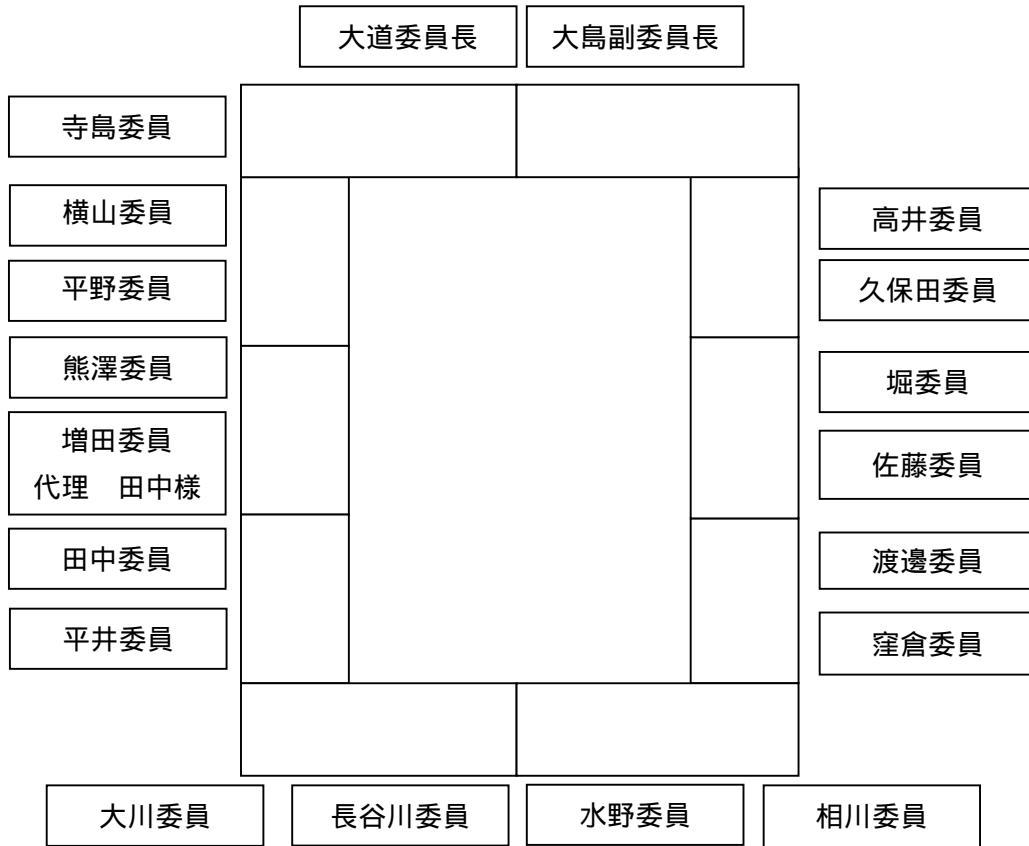 大道委員長
大島副委員長
寺島委員
横山委員
平野委員
熊澤委員
増田委員
代理　田中様
田中委員
平井委員
高井委員
久保田委員
堀委員
佐藤委員
渡邊委員
窪倉委員
大川委員
長谷川委員
水野委員
相川委員